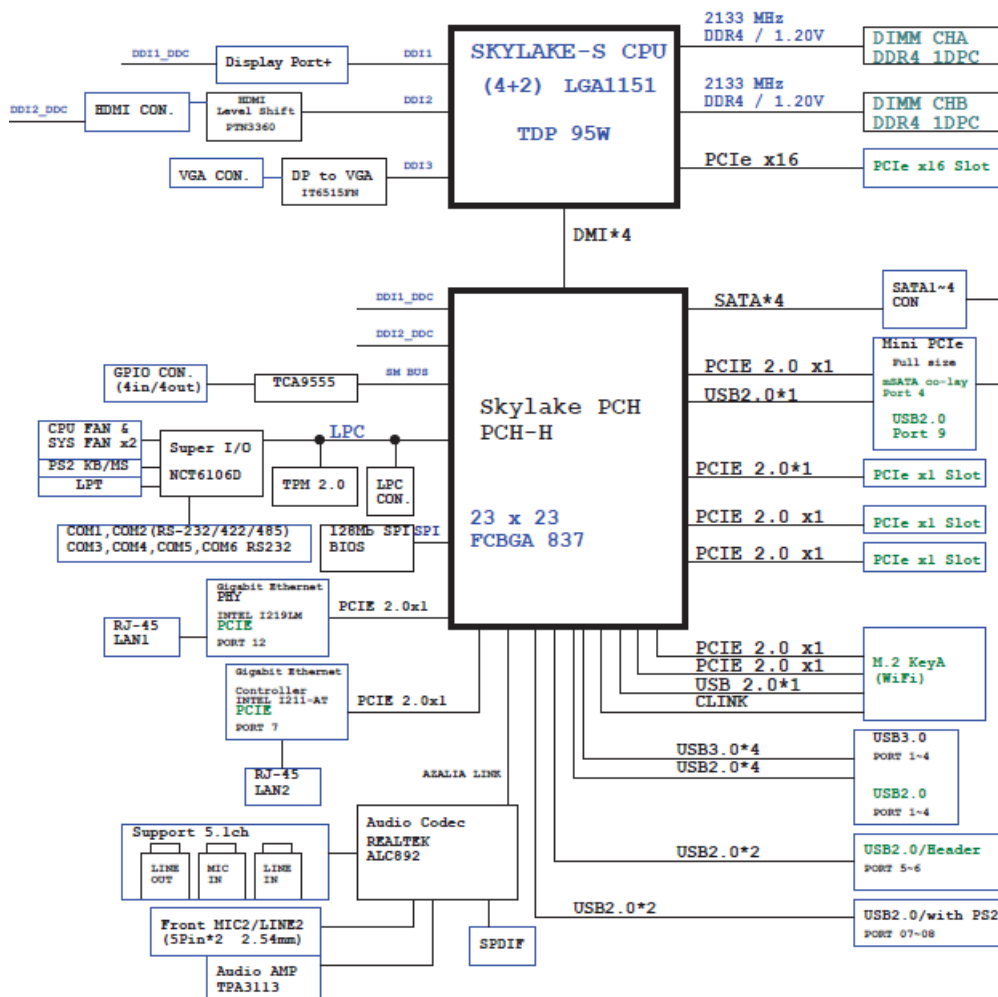 2133 MHz
DDR4 / 1.20V
DIMM CHA
DDR4 1DPC
SKYLAKE-S CPU
(4+2) LGA1151
TDP 95W
DDI1_DDC
Display Port+
DDI1
DDI2_DDC
HDMI CON.
HDMI
Level Shift
PTN3360
DDI2
2133 MHz
DDR4 / 1.20V
DIMM CHB
DDR4 1DPC
VGA CON.
DP to VGA
IT6515FN
DDI3
PCIe x16
PCIe x16 Slot
DMI*4
DDI1_DDC
DDI2_DDC
SATA*4
SATA1~4
CON
GPIO CON.
(4in/4out)
TCA9555
SM BUS
Skylake PCH
PCH-H
23 x 23
FCBGA 837
PCIE 2.0 x1
USB2.0*1
Mini PCIe
Full size
mSATA co-lay
Port 4
USB2.0
Port 9
CPU FAN &
SYS FAN x2
PS2 KB/MS
LPT
Super I/O
NCT6106D
LPC
TPM 2.0
LPC
CON.
PCIE 2.0*1
PCIe x1 Slot
COM1,COM2(RS-232/422/485)
COM3,COM4,COM5,COM6 RS232
128Mb SPI
BIOS
SPI
PCIE 2.0 x1
PCIe x1 Slot
PCIE 2.0 x1
PCIe x1 Slot
Gigabit Ethernet
PHY
INTEL I219LM
PCIE
PORT 12
PCIE 2.0x1
RJ-45
LAN1
Gigabit Ethernet
Controller
INTEL I211-AT
PCIE
PORT 7
PCIE 2.0x1
RJ-45
LAN2
PCIE 2.0 x1
PCIE 2.0 x1
USB 2.0*1
CLINK
M.2 KeyA
(WiFi)
USB3.0*4
USB2.0*4
USB3.0
PORT 1~4
USB2.0
PORT 1~4
AZALIA LINK
Audio Codec
REALTEK
ALC892
Support 5.1ch
LINE
OUT
MIC
IN
LINE
IN
USB2.0*2
USB2.0/Header
PORT 5~6
USB2.0*2
USB2.0/with PS2
PORT 07~08
Front MIC2/LINE2
(5Pin*2 2.54mm)
SPDIF
Audio AMP
TPA3113